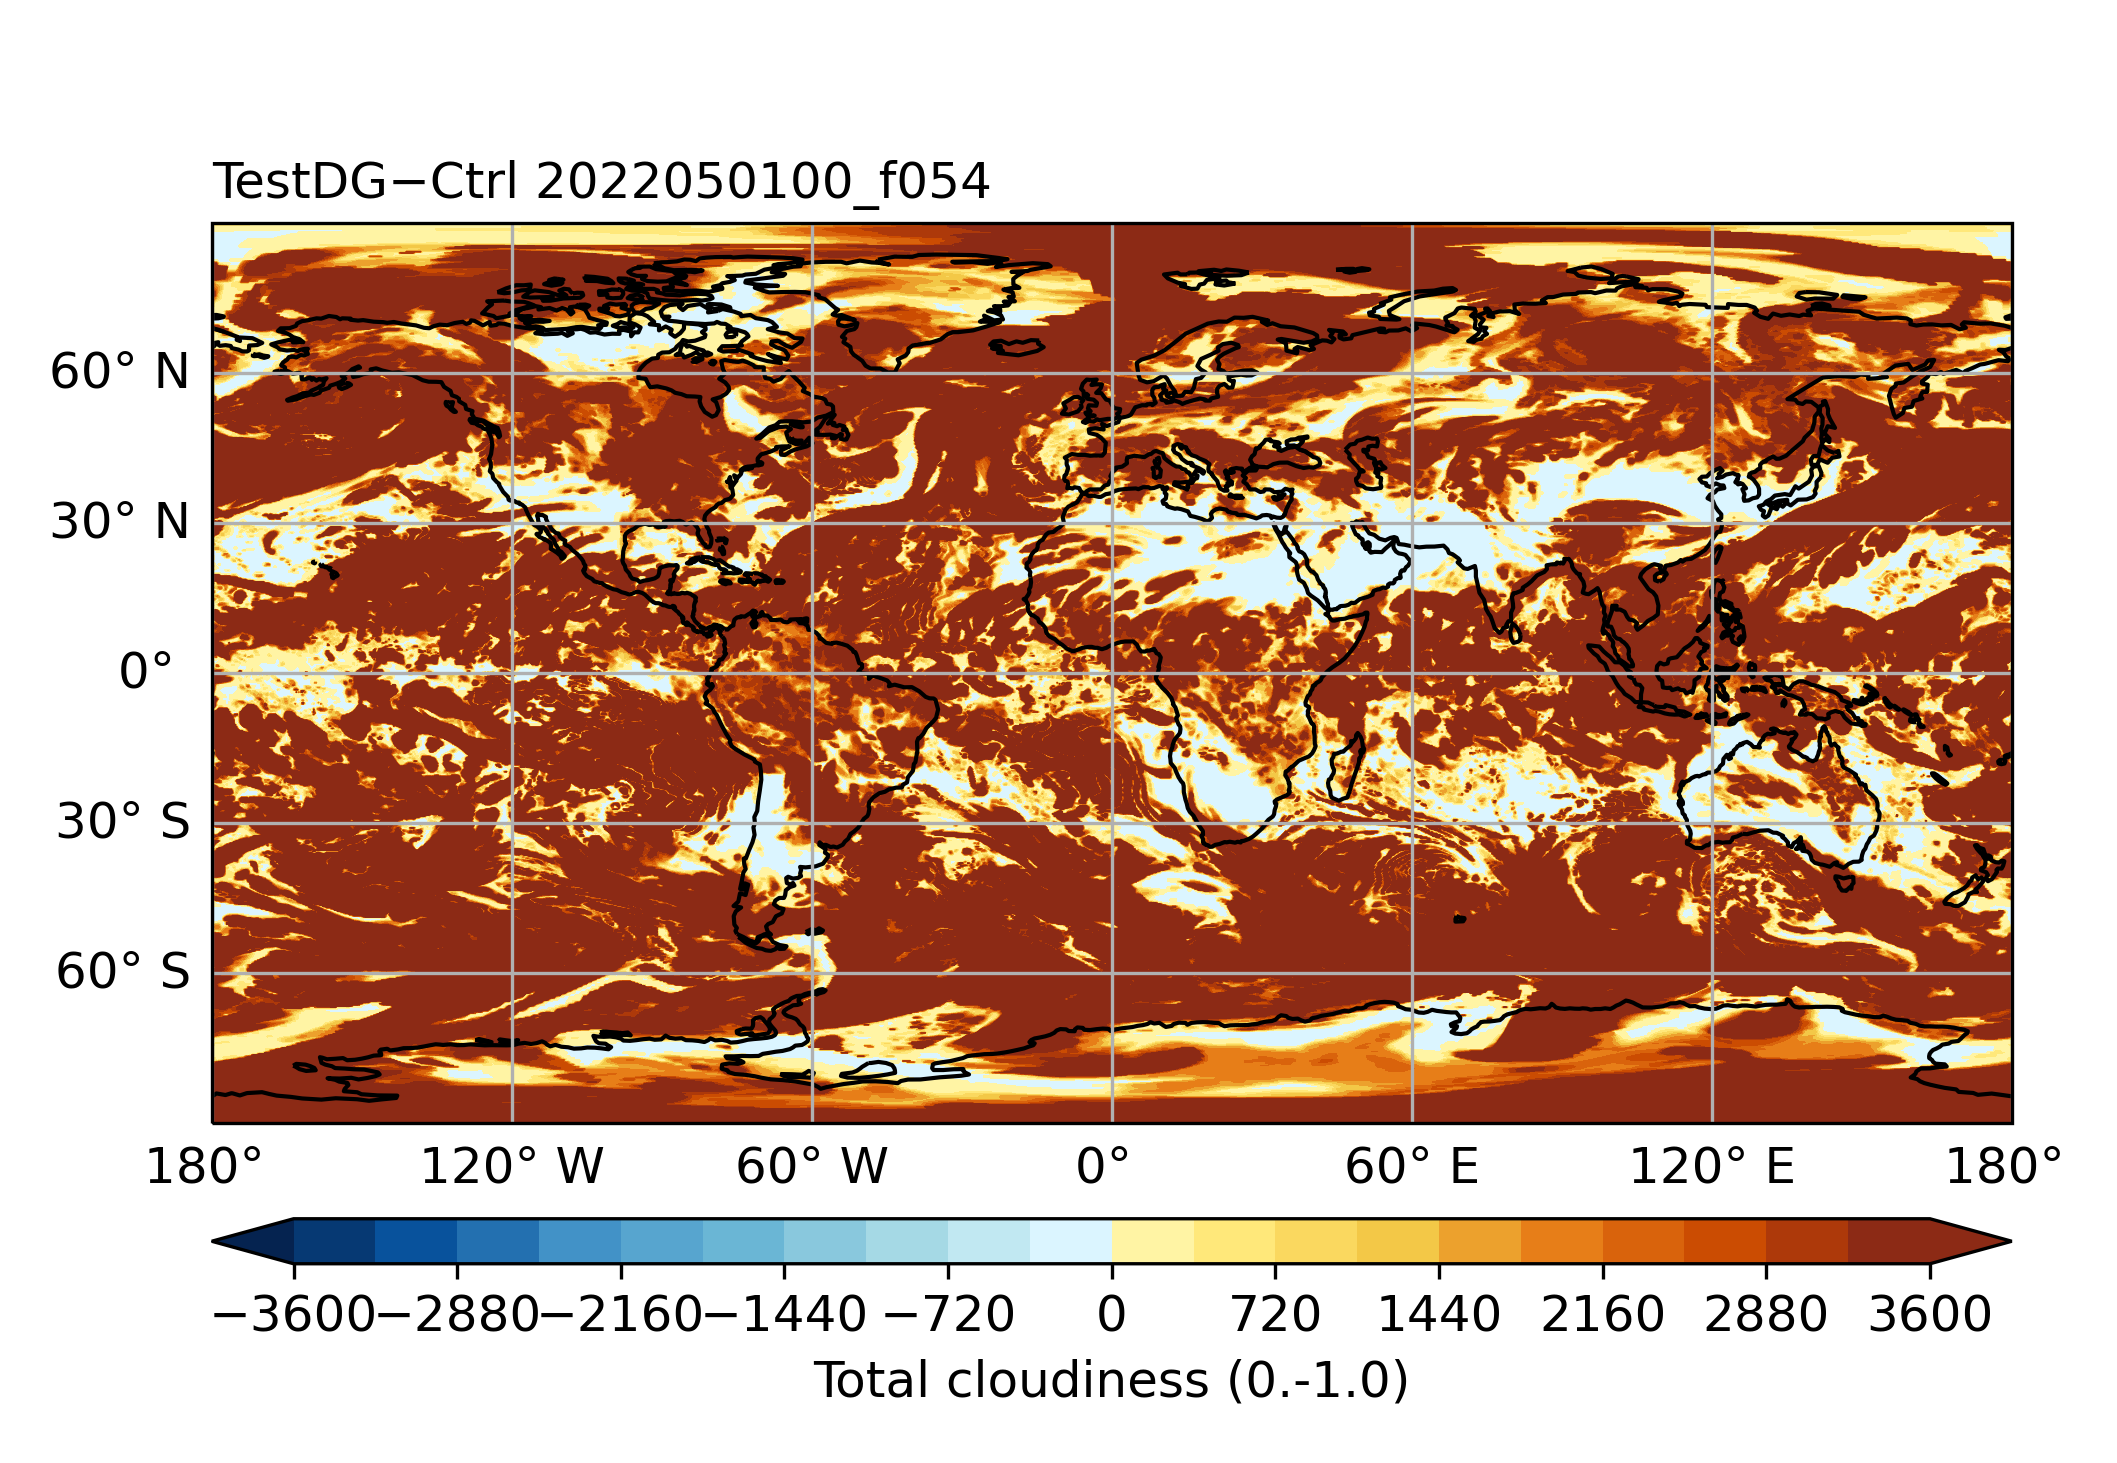 TestDG−Ctrl 2022050100_f054
60° N
30° N
0°
30° S
60° S
180° 120° W 60° W 0° 60° E 120° E 180°
−3600 −2880 −2160 −1440 −720 0 720 1440 2160 2880 3600
Total cloudiness (0.-1.0)